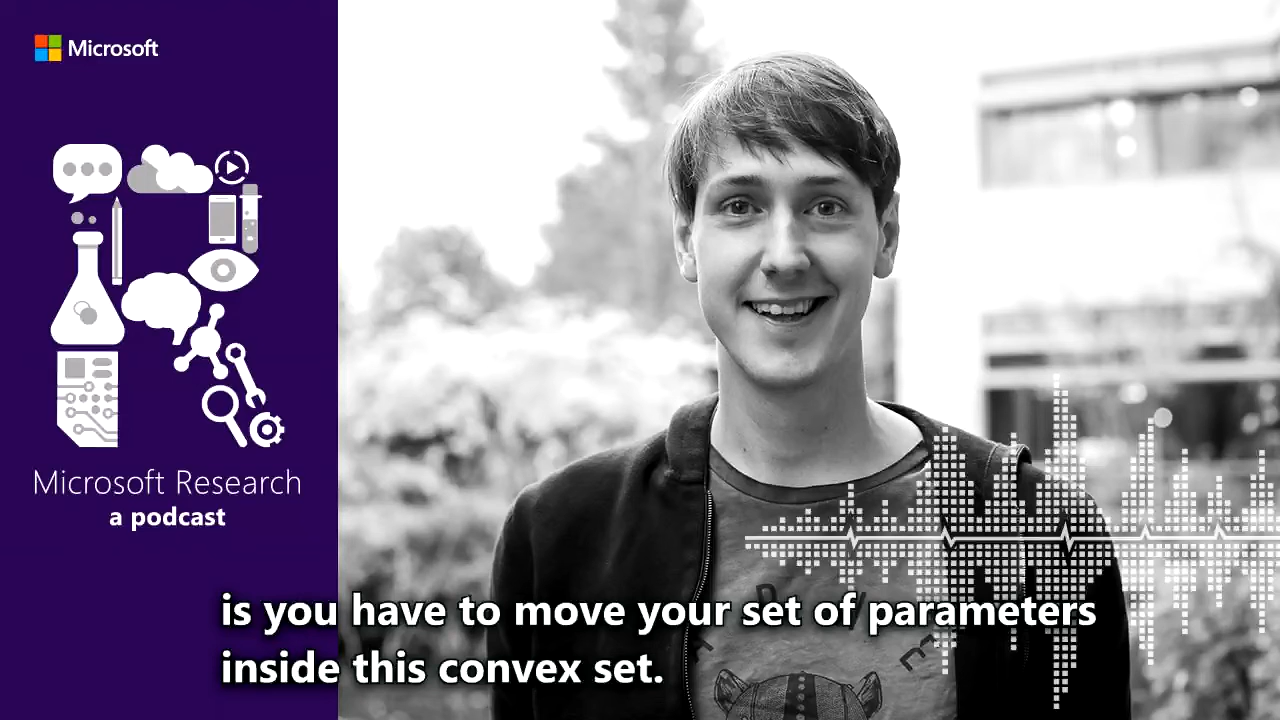 Microsoft
Microsoft Research
a podcast
is you have to move your set of parameters
inside this convex set.